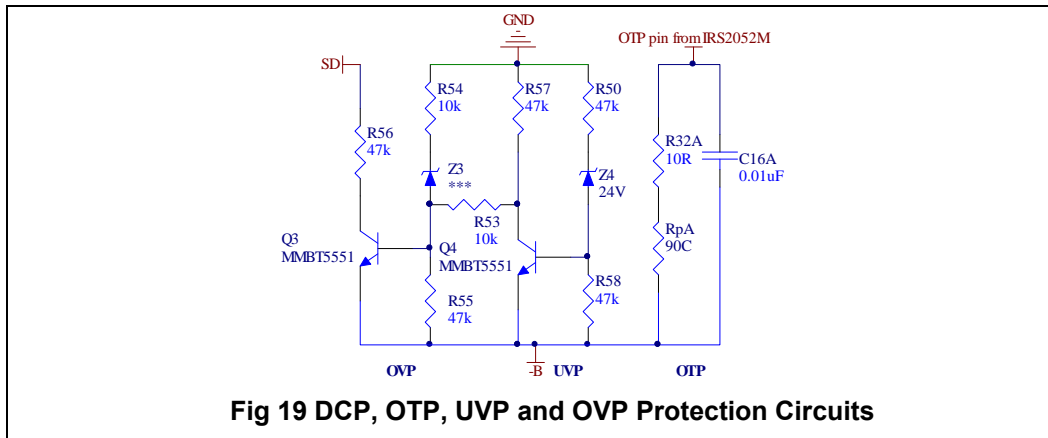 GND
OTP pin from IRS2052M
SD
R54
10k
R57
47k
R50
47k
R56
47k
R32A
10R
C16A
0.01uF
Z3
***
Z4
24V
R53
10k
RpA
90C
Q3
MMBT5551
Q4
MMBT5551
R55
47k
R58
47k
OVP
-B
UVP
OTP
Fig 19 DCP, OTP, UVP and OVP Protection Circuits